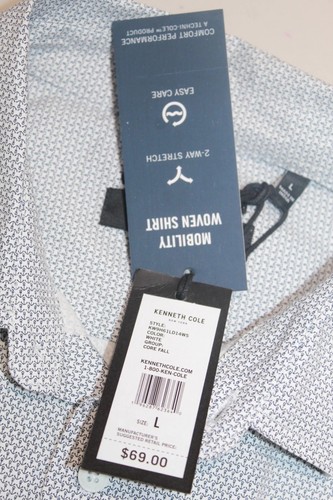 MOBILITY
WOVEN SHIRT
2-WAY STRETCH
EASY CARE
COMFORT PERFORMANCE
A TECHNI-COLE™ PRODUCT
L
KENNETH COLE
NEW YORK
STYLE:
COLOR:
WHITE
GROUP:
CORE FALL
KENNETHCOLE.COM
1-800-KEN-COLE
SIZE: L
MANUFACTURER'S
SUGGESTED RETAIL PRICE:
$69.00